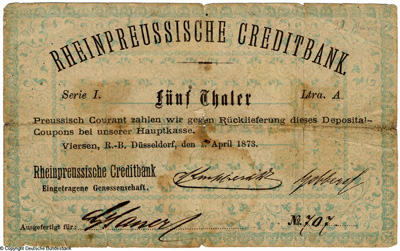 RHEINPREUSSISCHE CREDITBANK.
Serie I. Fünf Thaler Ltra. A
Preussisch Courant zahlen wir gegen Rücklieferung dieses Deposital-
Coupons bei unserer Hauptkasse.
Viersen, R.-B. Düsseldorf, den 1. April 1873.
Rheinpreussische Creditbank
Eingetragene Genossenschaft.
Ausgefertigt für:
№ 707
Copyright Deutsche Bundesbank